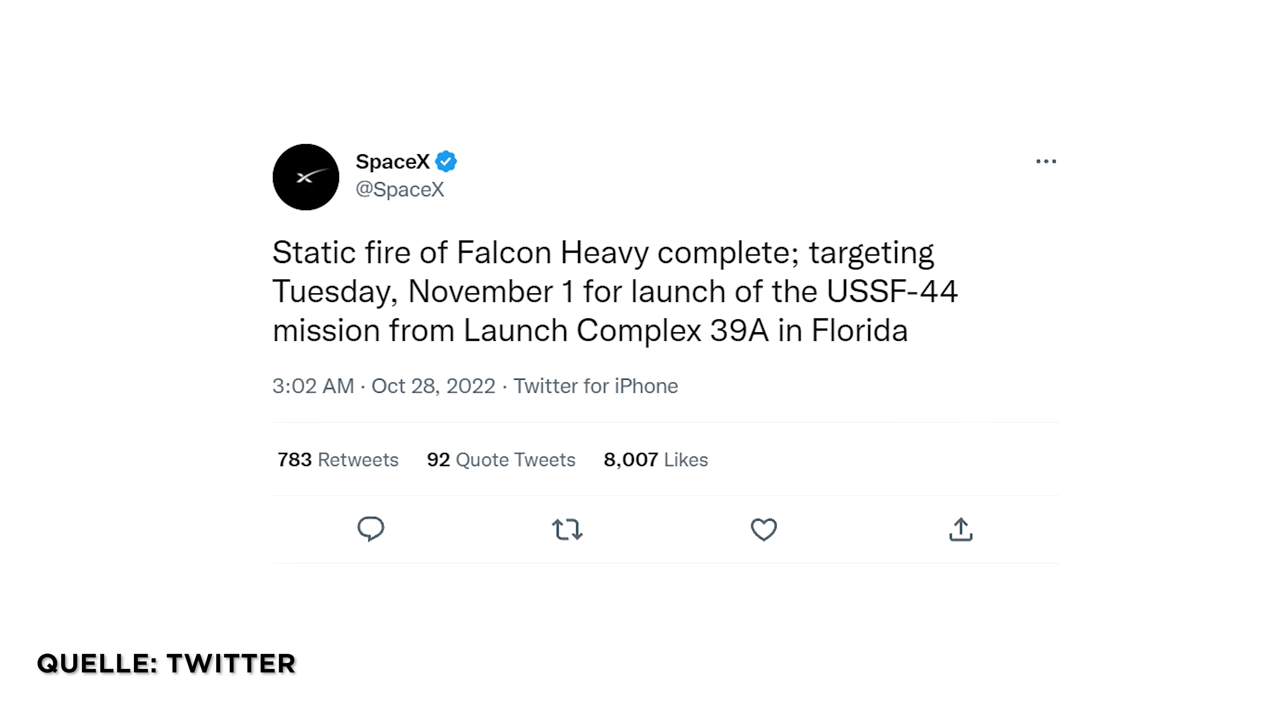 SpaceX
@SpaceX
Static fire of Falcon Heavy complete; targeting
Tuesday, November 1 for launch of the USSF-44
mission from Launch Complex 39A in Florida
3:02 AM · Oct 28, 2022 · Twitter for iPhone
783 Retweets 92 Quote Tweets 8,007 Likes
QUELLE: TWITTER